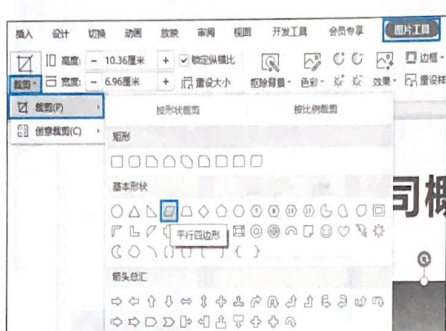 插入 设计 切换 动画 放映 审阅 视图 开发工具 会员专享 图片工具
高度: - 10.36厘米 + 锁定纵横比 边框
裁剪 宽度: - 6.96厘米 + 重设大小 抠除背景 色彩 效果 重设样
裁剪(P) 按形状裁剪 按比例裁剪
创意裁剪(C) 矩形
基本形状
司概
平行四边形
箭头总汇